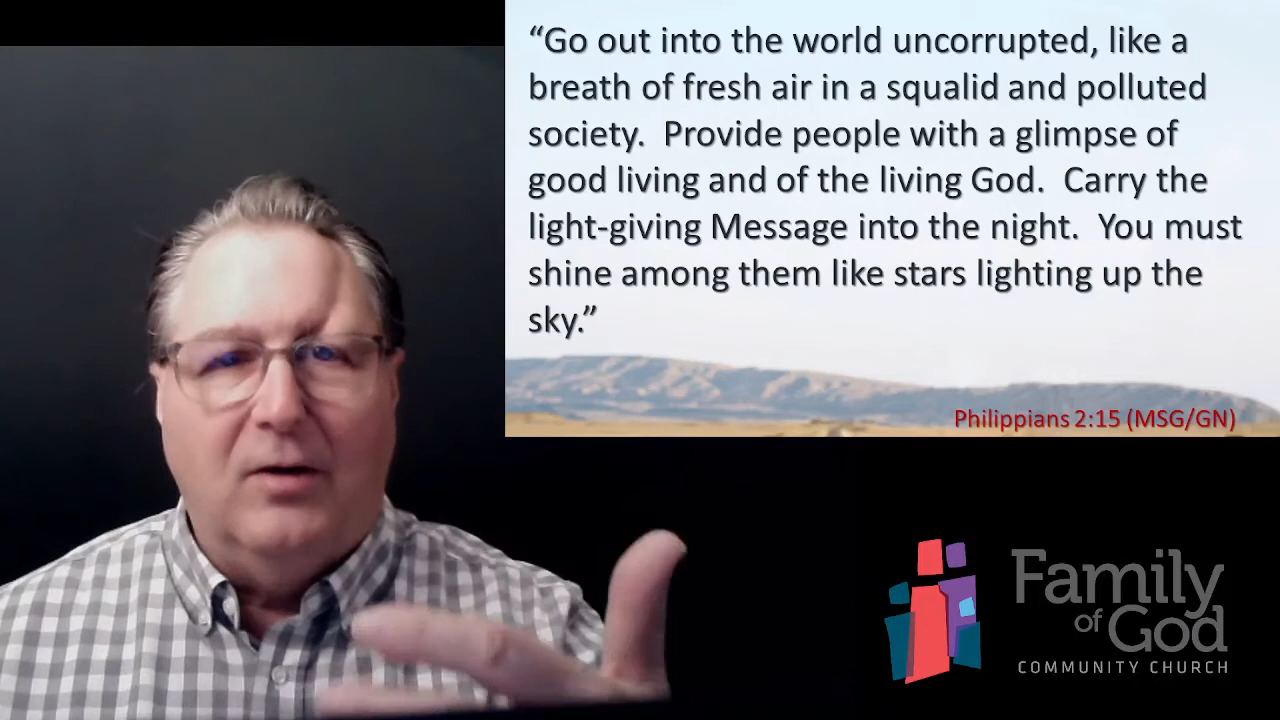 “Go out into the world uncorrupted, like a
breath of fresh air in a squalid and polluted
society.  Provide people with a glimpse of
good living and of the living God.  Carry the
light-giving Message into the night.  You must
shine among them like stars lighting up the
sky.”
Philippians 2:15 (MSG/GN)
Family
of God
COMMUNITY CHURCH